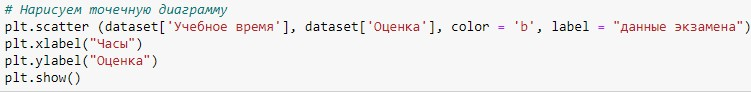 # Нарисуем точечную диаграмму
plt.scatter (dataset['Учебное время'], dataset['Оценка'], color = 'b', label = "данные экзамена")
plt.xlabel("Часы")
plt.ylabel("Оценка")
plt.show()